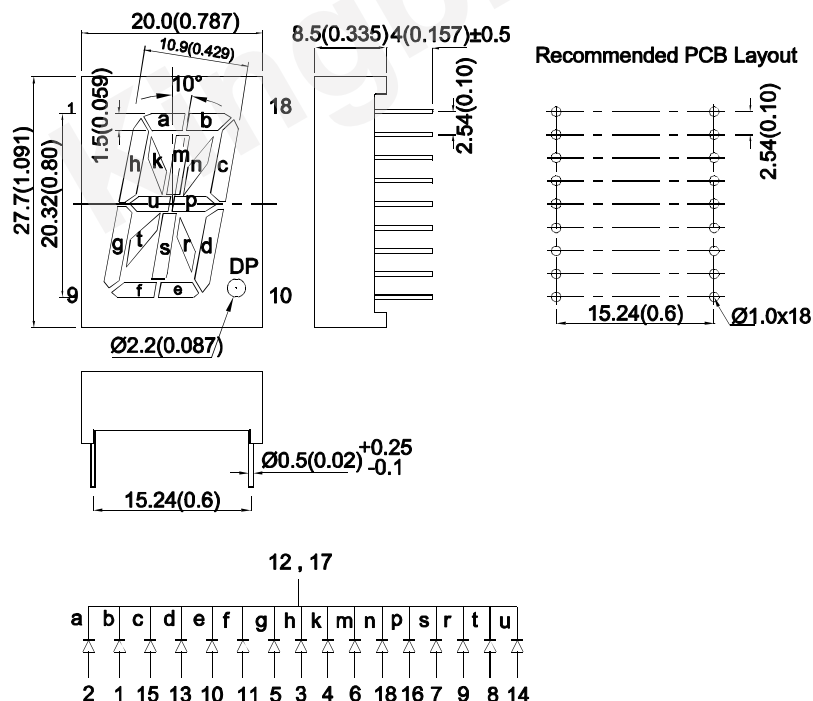 20.0(0.787)
10.9(0.429)
10°
1.5(0.059)
27.7(1.091)
20.32(0.80)
1
18
9
10
a
b
h
k
m
n
c
u
p
g
t
s
r
d
f
e
DP
Ø2.2(0.087)
8.5(0.335)
4(0.157)±0.5
2.54(0.10)
Recommended PCB Layout
2.54(0.10)
15.24(0.6)
Ø1.0x18
Ø0.5(0.02)+0.25
-0.1
15.24(0.6)
12 , 17
a b c d e f g h k m n p s r t u
2 1 15 13 10 11 5 3 4 6 18 16 7 9 8 14